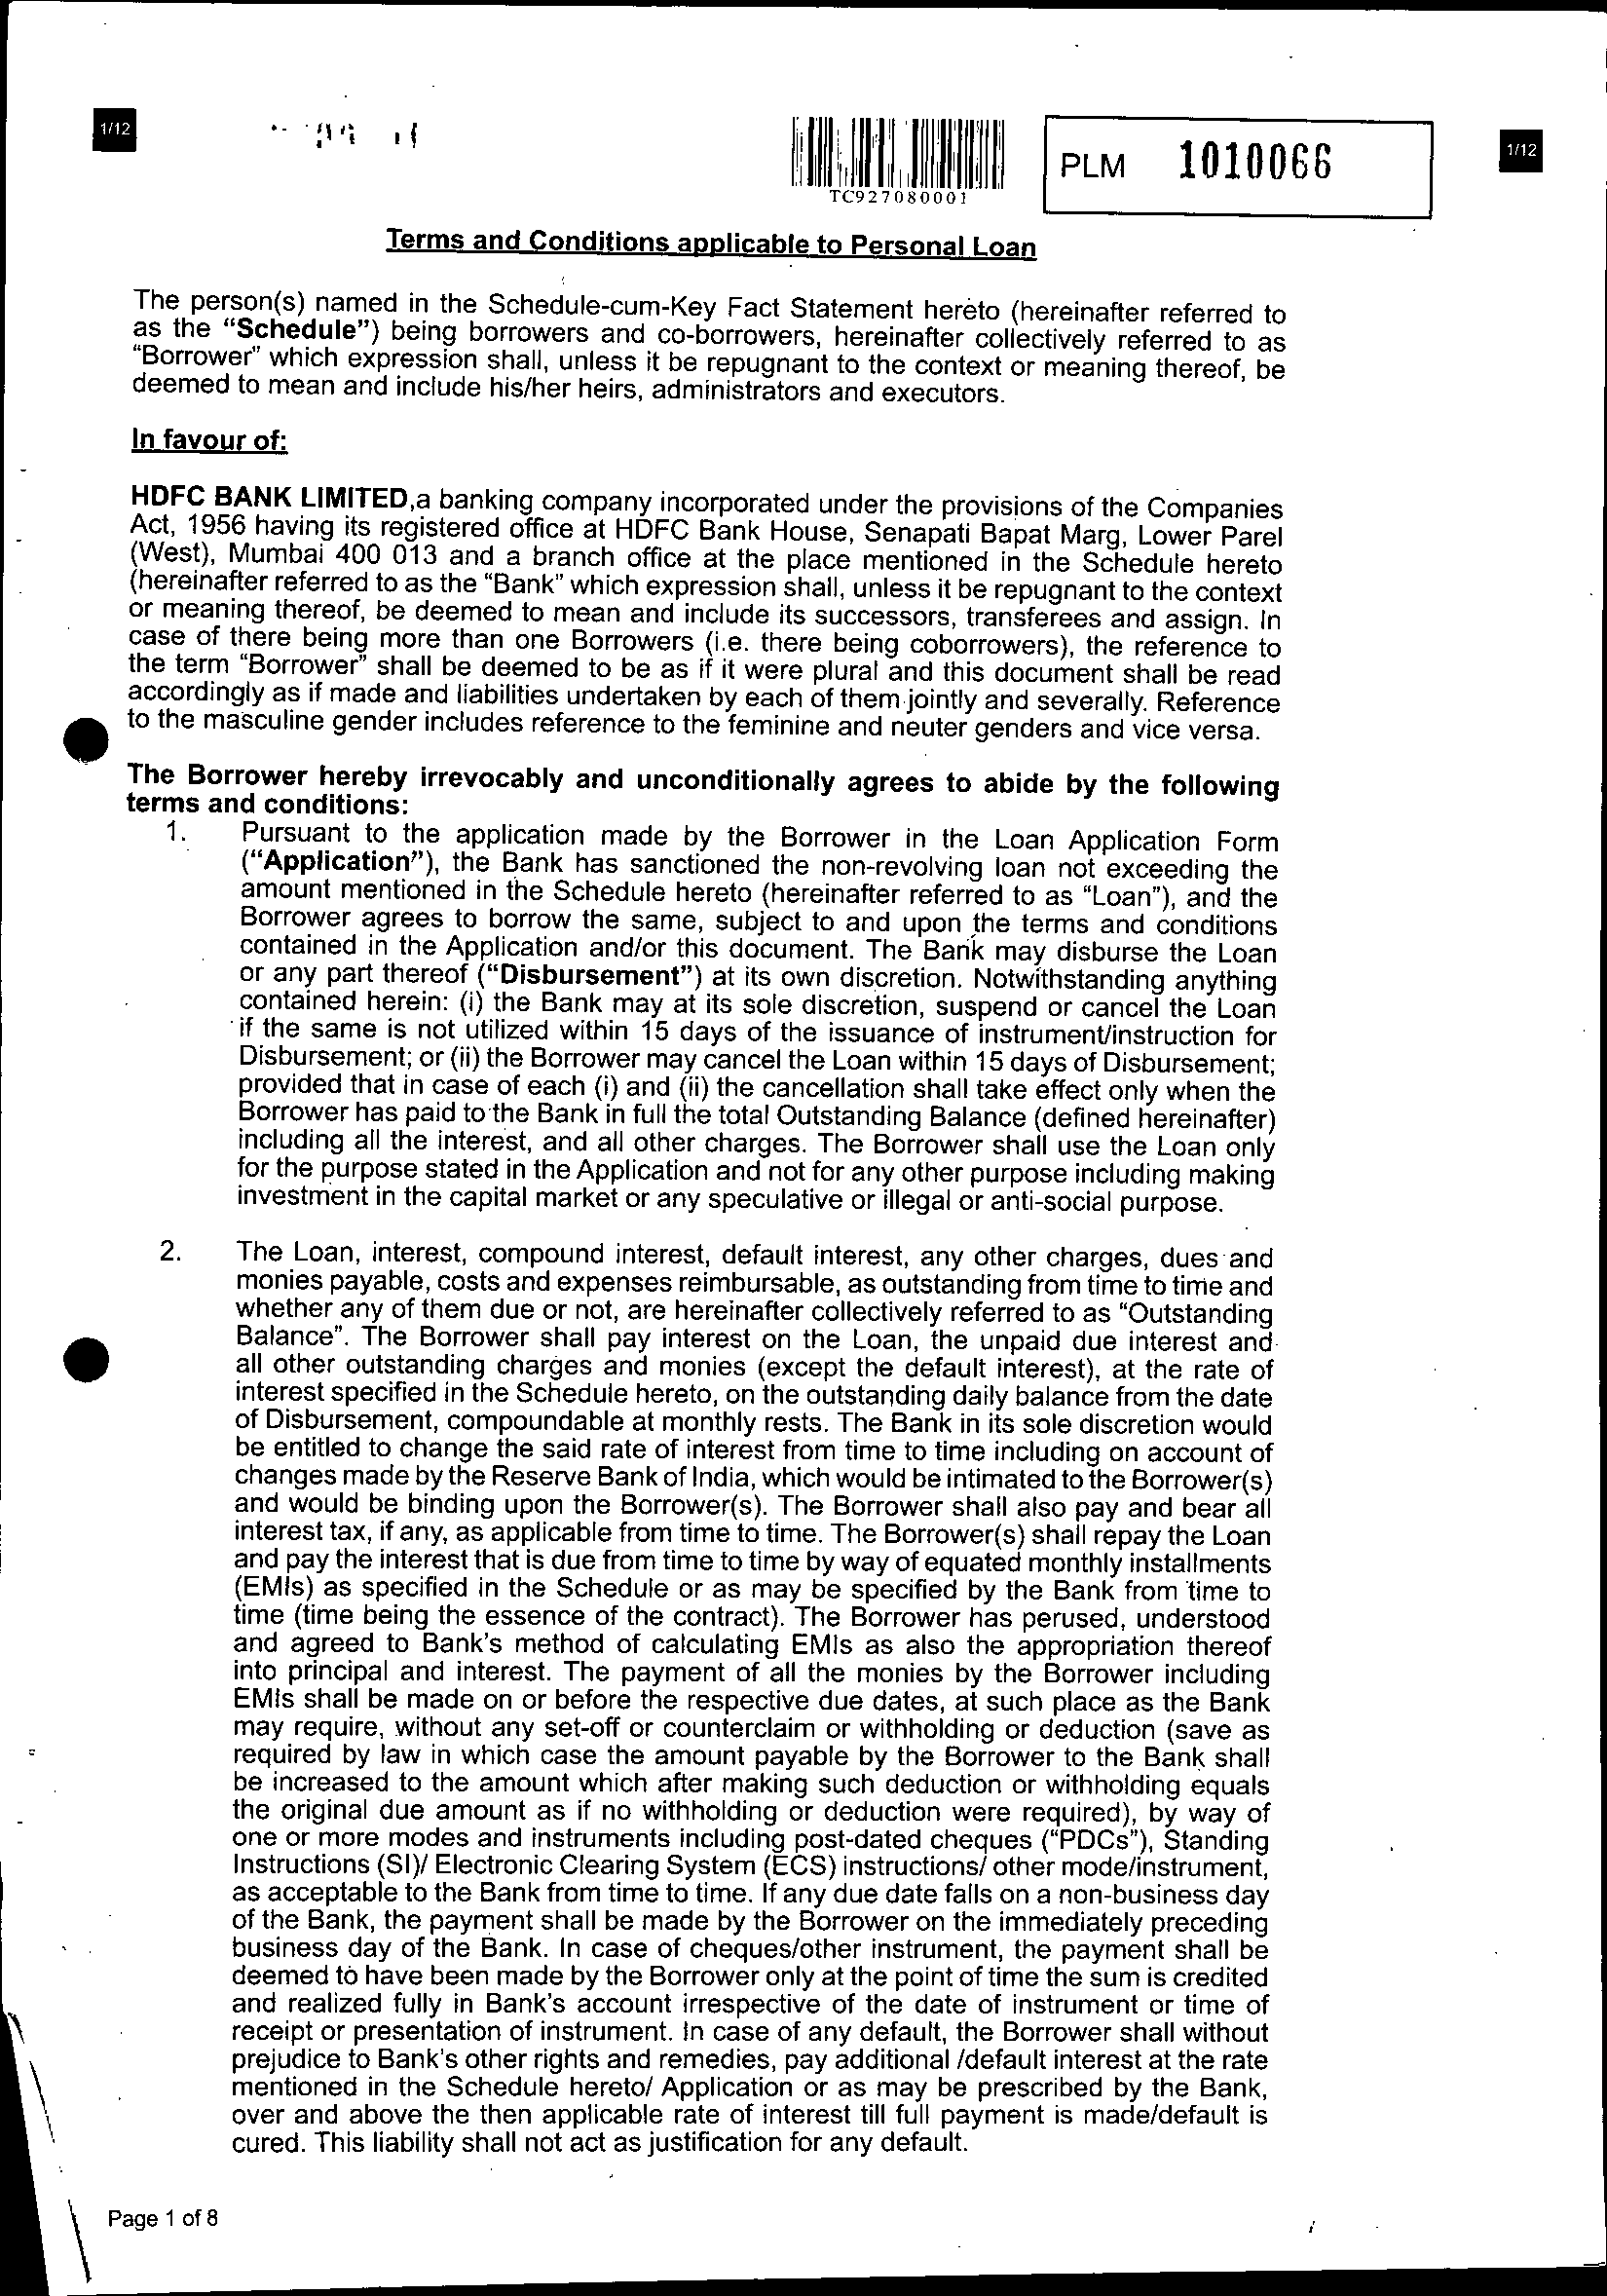 1/12
PLM 1010066
1/12
TC927080001
Terms and Conditions applicable to Personal Loan
The person(s) named in the Schedule-cum-Key Fact Statement hereto (hereinafter referred to
as the “Schedule”) being borrowers and co-borrowers, hereinafter collectively referred to as
“Borrower” which expression shall, unless it be repugnant to the context or meaning thereof, be
deemed to mean and include his/her heirs, administrators and executors.
In favour of:
HDFC BANK LIMITED,a banking company incorporated under the provisions of the Companies
Act, 1956 having its registered office at HDFC Bank House, Senapati Bapat Marg, Lower Parel
(West), Mumbai 400 013 and a branch office at the place mentioned in the Schedule hereto
(hereinafter referred to as the “Bank” which expression shall, unless it be repugnant to the context
or meaning thereof, be deemed to mean and include its successors, transferees and assign. In
case of there being more than one Borrowers (i.e. there being coborrowers), the reference to
the term “Borrower” shall be deemed to be as if it were plural and this document shall be read
accordingly as if made and liabilities undertaken by each of them jointly and severally. Reference
to the masculine gender includes reference to the feminine and neuter genders and vice versa.
The Borrower hereby irrevocably and unconditionally agrees to abide by the following
terms and conditions:
1. Pursuant to the application made by the Borrower in the Loan Application Form
(“Application”), the Bank has sanctioned the non-revolving loan not exceeding the
amount mentioned in the Schedule hereto (hereinafter referred to as “Loan”), and the
Borrower agrees to borrow the same, subject to and upon the terms and conditions
contained in the Application and/or this document. The Bank may disburse the Loan
or any part thereof (“Disbursement”) at its own discretion. Notwithstanding anything
contained herein: (i) the Bank may at its sole discretion, suspend or cancel the Loan
if the same is not utilized within 15 days of the issuance of instrument/instruction for
Disbursement; or (ii) the Borrower may cancel the Loan within 15 days of Disbursement;
provided that in case of each (i) and (ii) the cancellation shall take effect only when the
Borrower has paid to the Bank in full the total Outstanding Balance (defined hereinafter)
including all the interest, and all other charges. The Borrower shall use the Loan only
for the purpose stated in the Application and not for any other purpose including making
investment in the capital market or any speculative or illegal or anti-social purpose.
2. The Loan, interest, compound interest, default interest, any other charges, dues and
monies payable, costs and expenses reimbursable, as outstanding from time to time and
whether any of them due or not, are hereinafter collectively referred to as “Outstanding
Balance”. The Borrower shall pay interest on the Loan, the unpaid due interest and
all other outstanding charges and monies (except the default interest), at the rate of
interest specified in the Schedule hereto, on the outstanding daily balance from the date
of Disbursement, compoundable at monthly rests. The Bank in its sole discretion would
be entitled to change the said rate of interest from time to time including on account of
changes made by the Reserve Bank of India, which would be intimated to the Borrower(s)
and would be binding upon the Borrower(s). The Borrower shall also pay and bear all
interest tax, if any, as applicable from time to time. The Borrower(s) shall repay the Loan
and pay the interest that is due from time to time by way of equated monthly installments
(EMIs) as specified in the Schedule or as may be specified by the Bank from time to
time (time being the essence of the contract). The Borrower has perused, understood
and agreed to Bank's method of calculating EMIs as also the appropriation thereof
into principal and interest. The payment of all the monies by the Borrower including
EMIs shall be made on or before the respective due dates, at such place as the Bank
may require, without any set-off or counterclaim or withholding or deduction (save as
required by law in which case the amount payable by the Borrower to the Bank shall
be increased to the amount which after making such deduction or withholding equals
the original due amount as if no withholding or deduction were required), by way of
one or more modes and instruments including post-dated cheques (“PDCs”), Standing
Instructions (SI)/ Electronic Clearing System (ECS) instructions/ other mode/instrument,
as acceptable to the Bank from time to time. If any due date falls on a non-business day
of the Bank, the payment shall be made by the Borrower on the immediately preceding
business day of the Bank. In case of cheques/other instrument, the payment shall be
deemed to have been made by the Borrower only at the point of time the sum is credited
and realized fully in Bank's account irrespective of the date of instrument or time of
receipt or presentation of instrument. In case of any default, the Borrower shall without
prejudice to Bank's other rights and remedies, pay additional /default interest at the rate
mentioned in the Schedule hereto/ Application or as may be prescribed by the Bank,
over and above the then applicable rate of interest till full payment is made/default is
cured. This liability shall not act as justification for any default.
Page 1 of 8